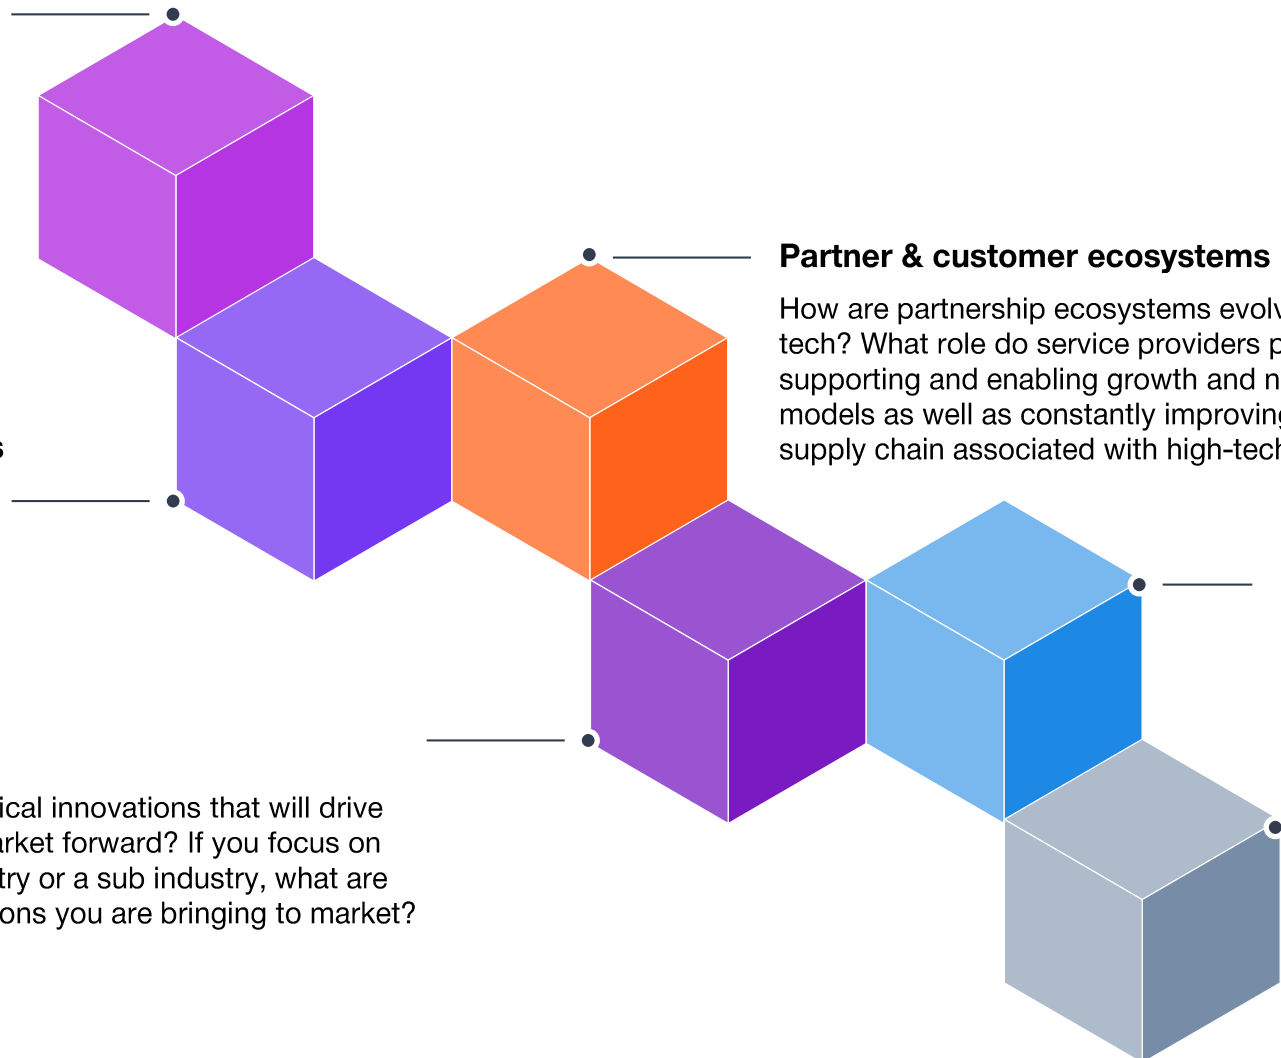 Partner & customer ecosystems
How are partnership ecosystems evolv
tech? What role do service providers p
supporting and enabling growth and n
models as well as constantly improving
supply chain associated with high-tech
s
ical innovations that will drive
arket forward? If you focus on
try or a sub industry, what are
ons you are bringing to market?